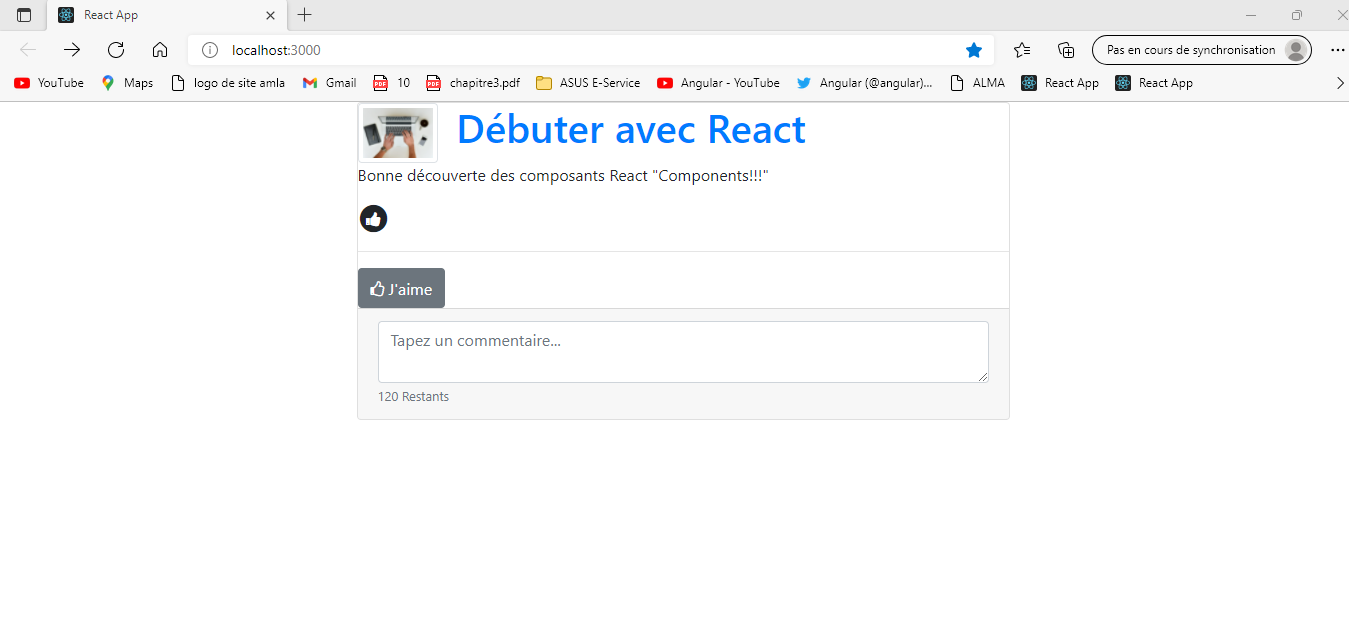 React App
localhost:3000
Pas en cours de synchronisation
YouTube Maps logo de site amla Gmail PDF 10 PDF chapitre3.pdf ASUS E-Service Angular - YouTube Angular (@angular)... ALMA React App React App
Débuter avec React
Bonne découverte des composants React "Components!!!"
J'aime
Tapez un commentaire...
120 Restants